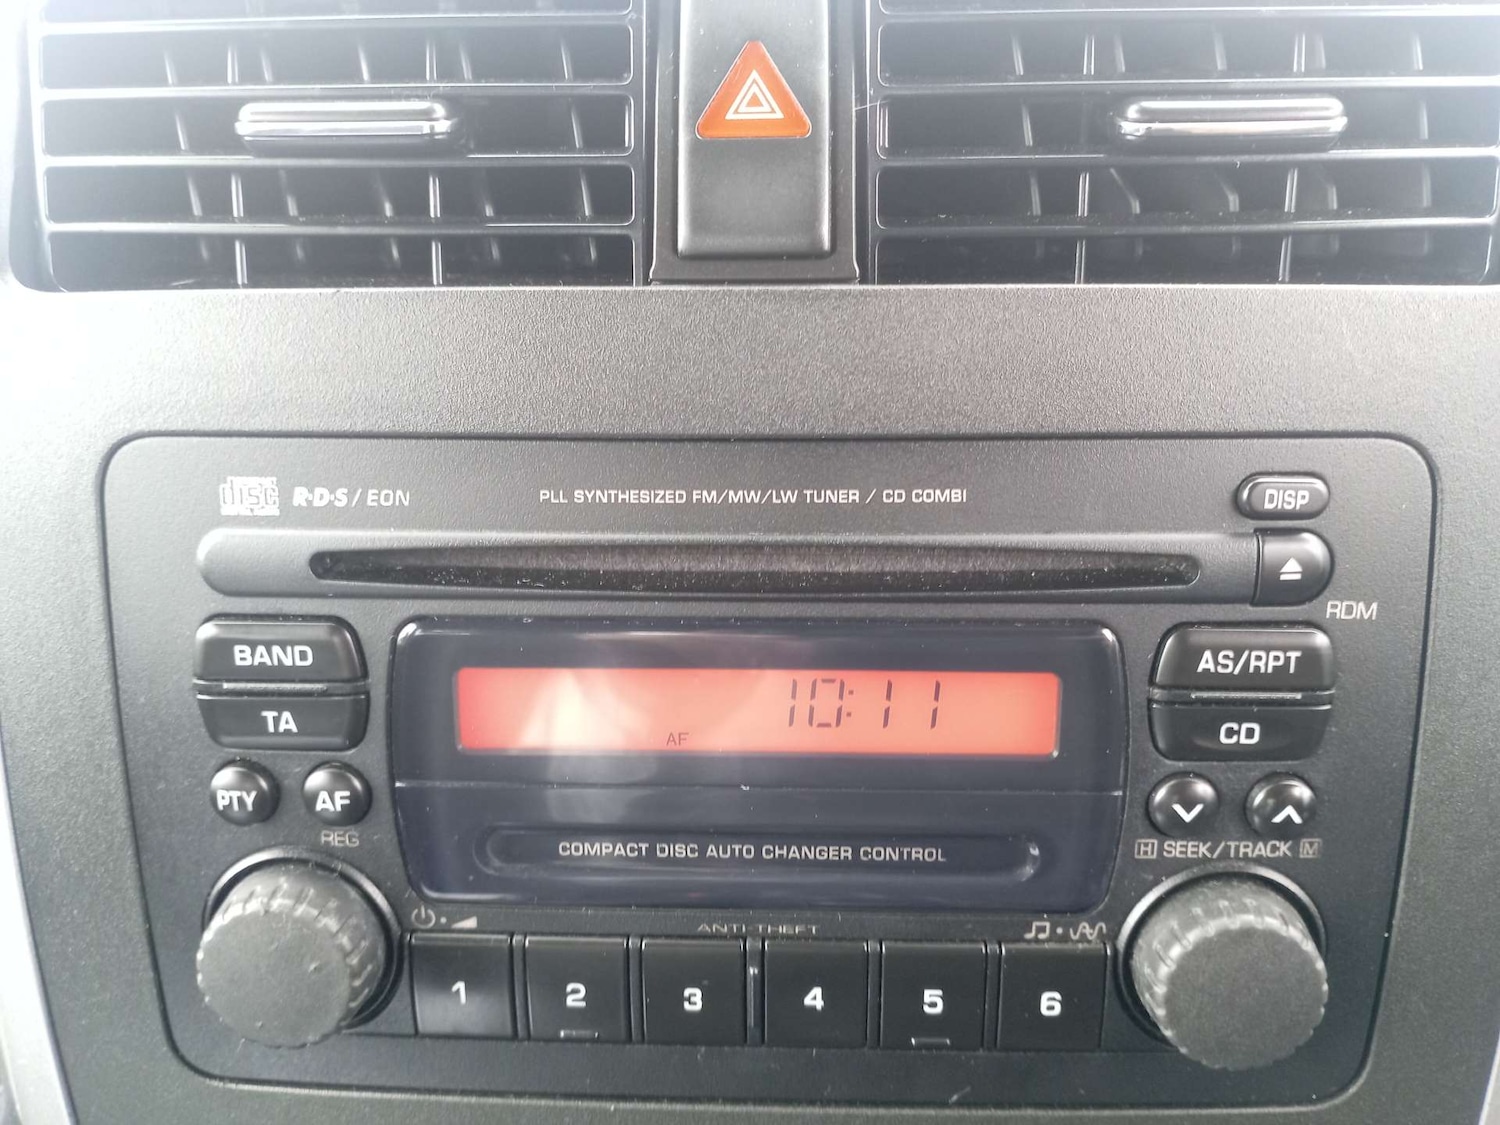 disc R·D·S / EON
PLL SYNTHESIZED FM/MW/LW TUNER / CD COMBI
DISP
RDM
BAND
AS/RPT
10:11
AF
TA
CD
PTY
AF
REG
COMPACT DISC AUTO CHANGER CONTROL
H SEEK/TRACK M
ANTI-THEFT
1 2 3 4 5 6